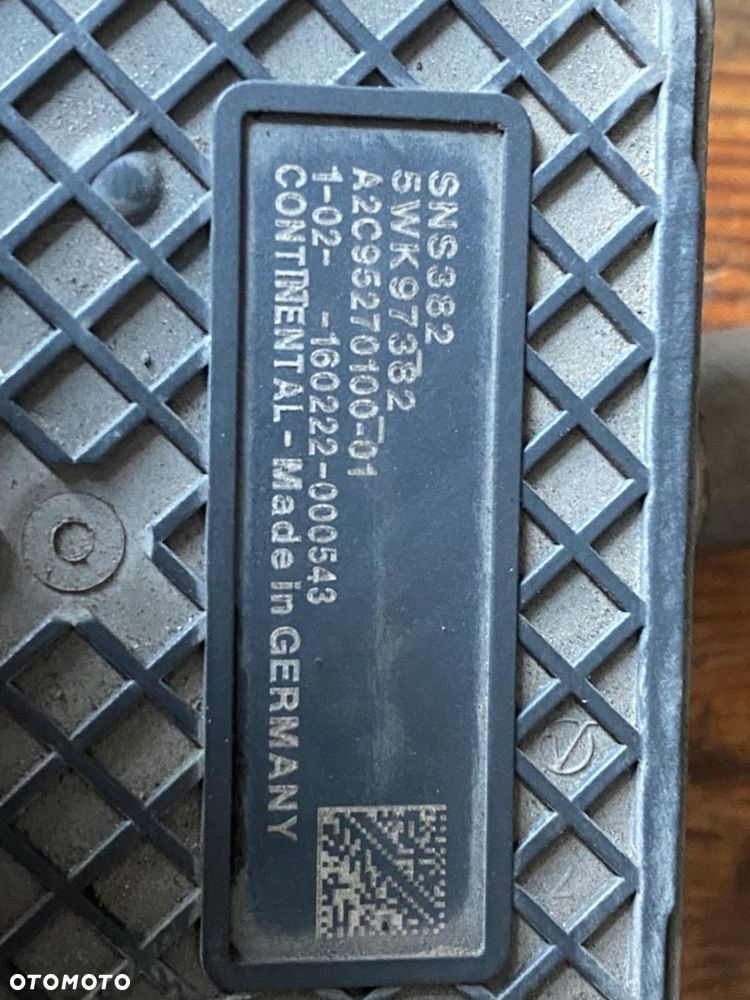 SNS382
5WK97382
A2C95270100-01
1-02- -160222-000543
CONTINENTAL - Made in GERMANY
OTOMOTO